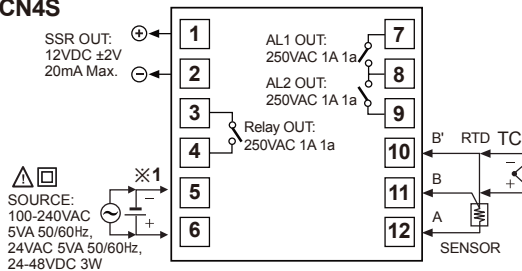 CN4S
SSR OUT:
12VDC ±2V
20mA Max.
1
2
3
4
5
6
7
8
9
10
11
12
AL1 OUT:
250VAC 1A 1a
AL2 OUT:
250VAC 1A 1a
Relay OUT:
250VAC 1A 1a
※1
SOURCE:
100-240VAC
5VA 50/60Hz,
24VAC 5VA 50/60Hz,
24-48VDC 3W
B' RTD TC
B
A
SENSOR